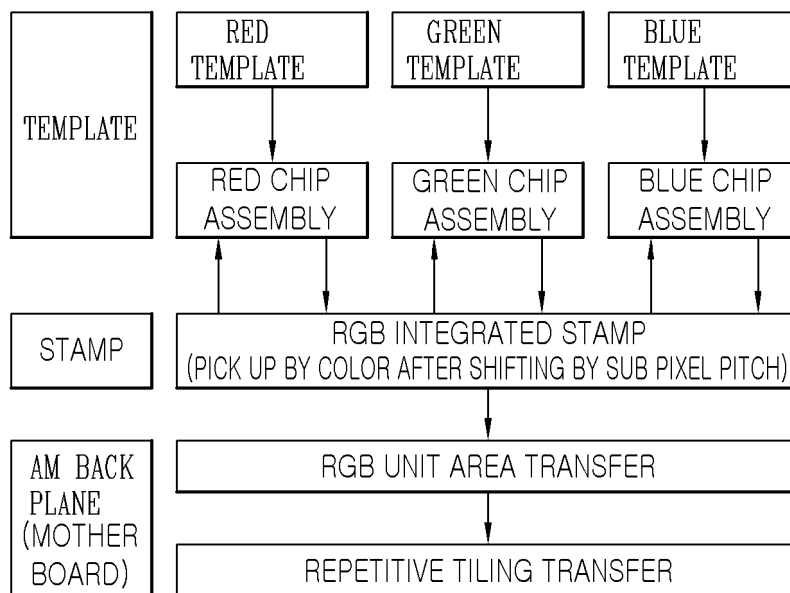 TEMPLATE
RED
TEMPLATE
GREEN
TEMPLATE
BLUE
TEMPLATE
RED CHIP
ASSEMBLY
GREEN CHIP
ASSEMBLY
BLUE CHIP
ASSEMBLY
STAMP
RGB INTEGRATED STAMP
(PICK UP BY COLOR AFTER SHIFTING BY SUB PIXEL PITCH)
AM BACK
PLANE
(MOTHER
BOARD)
RGB UNIT AREA TRANSFER
REPETITIVE TILING TRANSFER